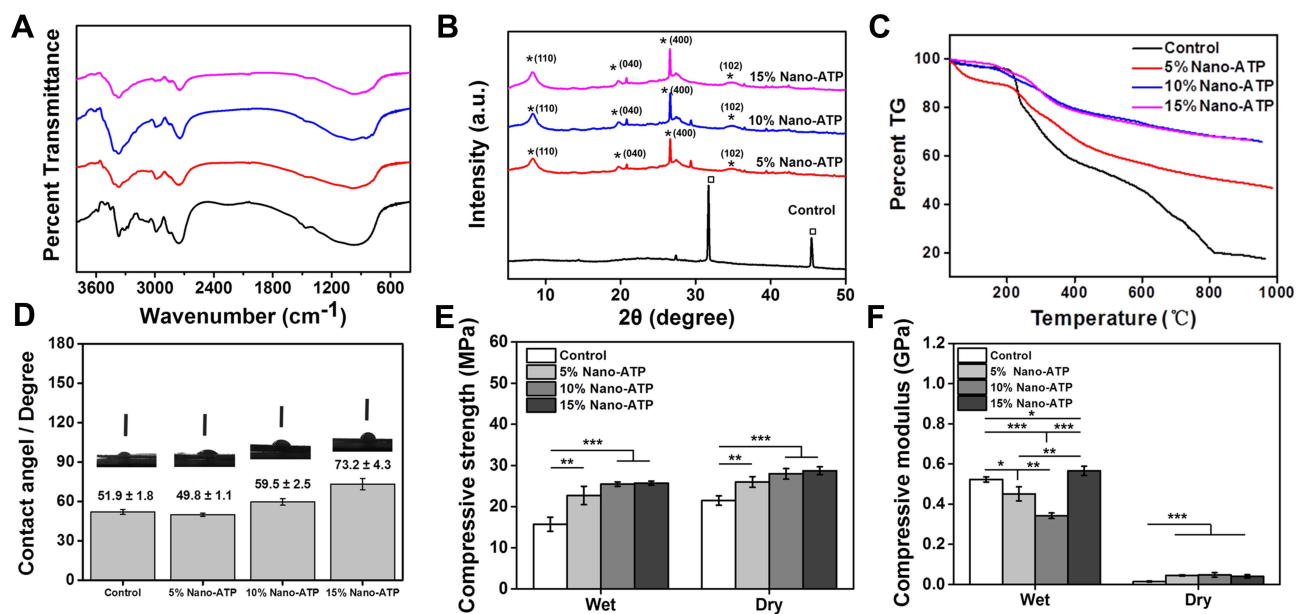 A
Percent Transmittance
3600 3000 2400 1800 1200 600
Wavenumber (cm-1)
B
Intensity (a.u.)
*(110)
*(040)
*(400)
(102)
*
15% Nano-ATP
*(110)
*(040)
*(400)
(102)
*
10% Nano-ATP
*(110)
*(040)
*(400)
(102)
*
5% Nano-ATP
Control
10 20 30 40 50
2θ (degree)
C
Percent TG
100
80
60
40
20
Control
5% Nano-ATP
10% Nano-ATP
15% Nano-ATP
200 400 600 800 1000
Temperature (℃)
D
Contact angel / Degree
180
150
120
90
60
30
0
51.9 ± 1.8
49.8 ± 1.1
59.5 ± 2.5
73.2 ± 4.3
Control 5% Nano-ATP 10% Nano-ATP 15% Nano-ATP
E
Compressive strength (MPa)
60
50
40
30
20
10
0
Control
5% Nano-ATP
10% Nano-ATP
15% Nano-ATP
***
**
***
**
Wet Dry
F
Compressive modulus (GPa)
1.2
1.0
0.8
0.6
0.4
0.2
0.0
Control
5% Nano-ATP
10% Nano-ATP
15% Nano-ATP
*
*** ***
**
* **
***
Wet Dry